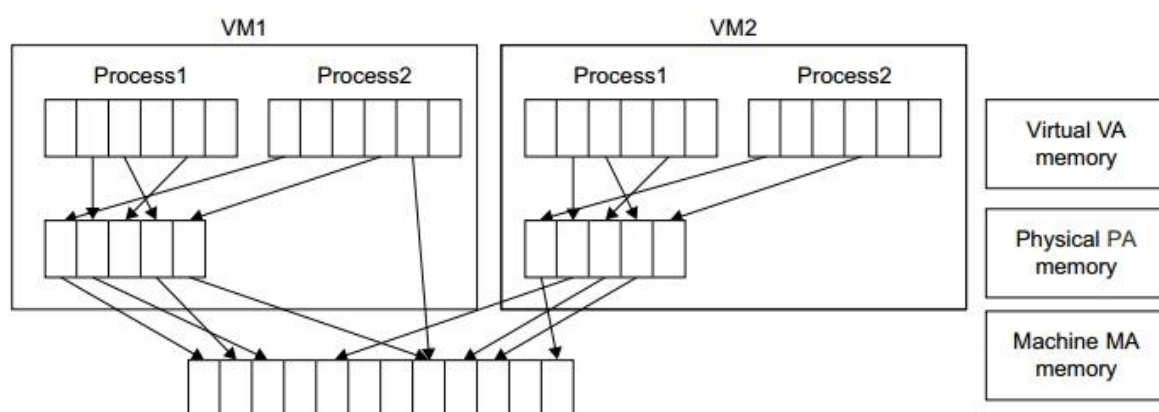 VM1
VM2
Process1
Process2
Process1
Process2
Virtual VA
memory
Physical PA
memory
Machine MA
memory